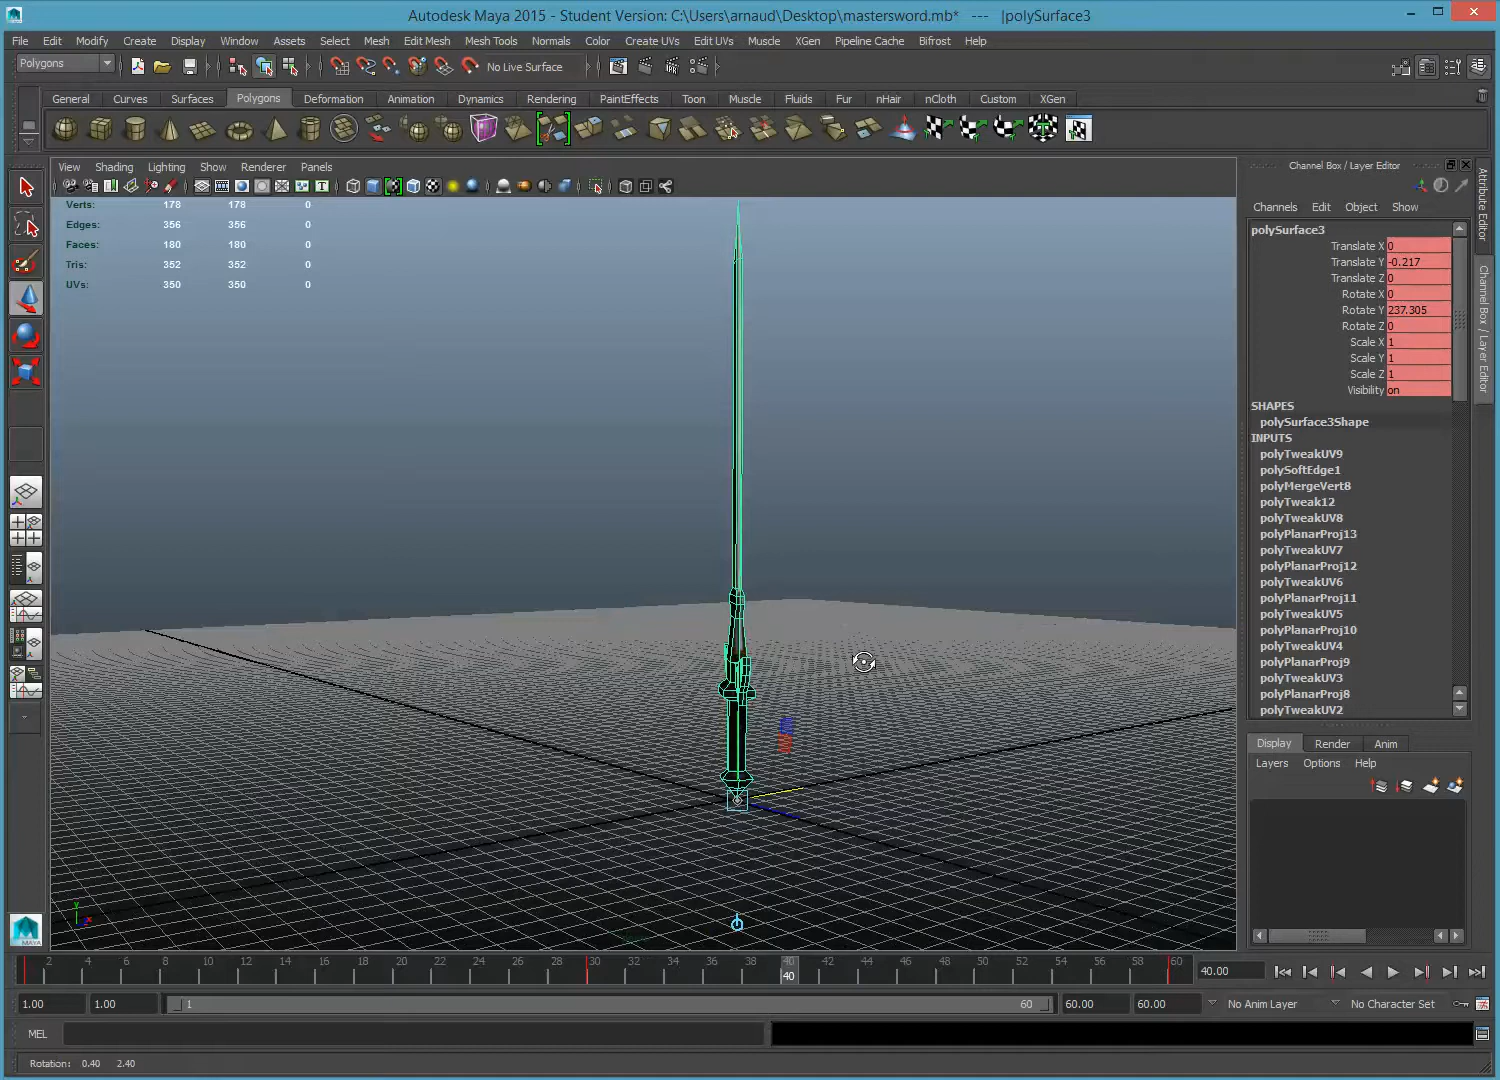 Autodesk Maya 2015 - Student Version: C:\Users\arnaud\Desktop\mastersword.mb*   ---   |polySurface3
File Edit Modify Create Display Window Assets Select Mesh Edit Mesh Mesh Tools Normals Color Create UVs Edit UVs Muscle XGen Pipeline Cache Bifrost Help
Polygons No Live Surface
General Curves Surfaces Polygons Deformation Animation Dynamics Rendering PaintEffects Toon Muscle Fluids Fur nHair nCloth Custom XGen
View Shading Lighting Show Renderer Panels
Verts: 178 178 0
Edges: 356 356 0
Faces: 180 180 0
Tris: 352 352 0
UVs: 350 350 0
Channel Box / Layer Editor
Channels Edit Object Show
polySurface3
Translate X 0
Translate Y -0.217
Translate Z 0
Rotate X 0
Rotate Y 237.305
Rotate Z 0
Scale X 1
Scale Y 1
Scale Z 1
Visibility on
SHAPES
polySurface3Shape
INPUTS
polyTweakUV9
polySoftEdge1
polyMergeVert8
polyTweak12
polyTweakUV8
polyPlanarProj13
polyTweakUV7
polyPlanarProj12
polyTweakUV6
polyPlanarProj11
polyTweakUV5
polyPlanarProj10
polyTweakUV4
polyPlanarProj9
polyTweakUV3
polyPlanarProj8
polyTweakUV2
Attribute Editor
Channel Box / Layer Editor
Display Render Anim
Layers Options Help
MAYA
y
2 4 6 8 10 12 14 16 18 20 22 24 26 28 30 32 34 36 38 40 42 44 46 48 50 52 54 56 58 60
40
40.00
1.00 1.00 1 60 60.00 60.00 No Anim Layer No Character Set
MEL
Rotation: 0.40 2.40